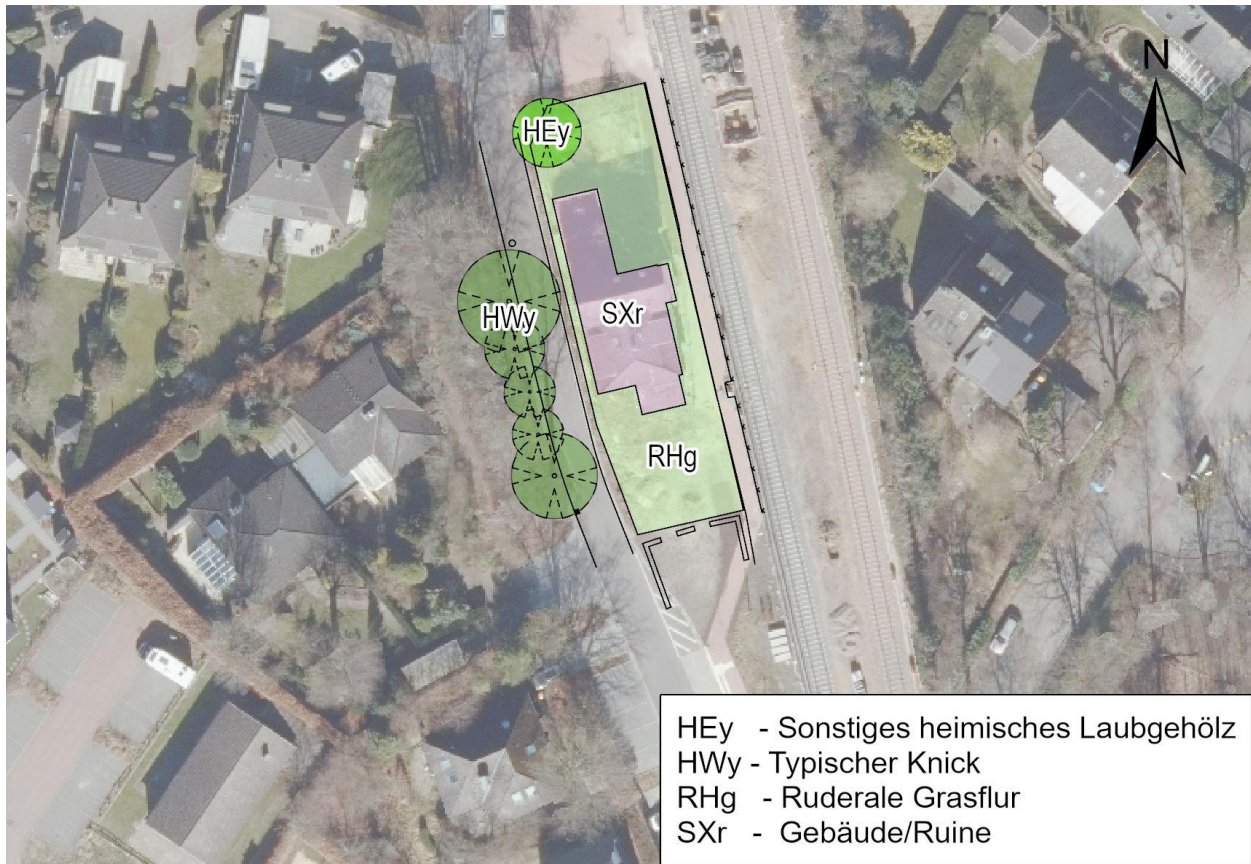 N
HEy
HWy
SXr
RHg
HEy - Sonstiges heimisches Laubgehölz
HWy - Typischer Knick
RHg - Ruderale Grasflur
SXr - Gebäude/Ruine